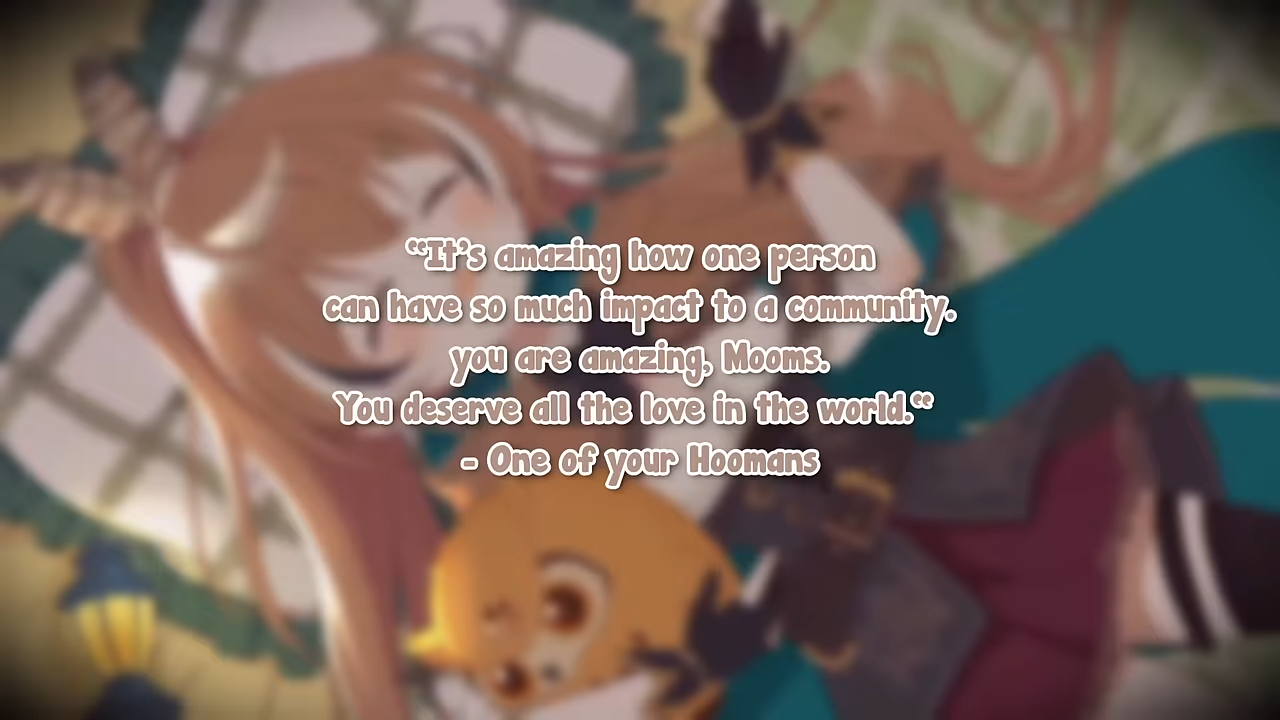 “It’s amazing how one person
can have so much impact to a community.
you are amazing, Mooms.
You deserve all the love in the world.“
- One of your Hoomans